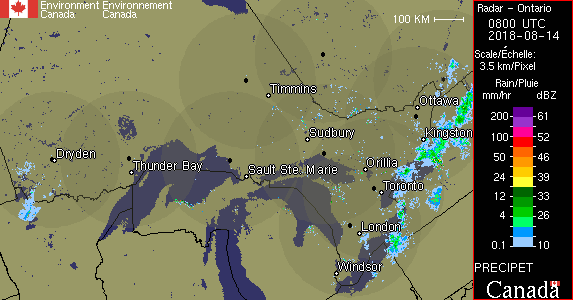 Environment Environnement
Canada Canada
100 KM
Timmins
Ottawa
Sudbury
Kingston
Dryden
Thunder Bay
Sault Ste. Marie
Orillia
Toronto
London
Windsor
Radar - Ontario
0800 UTC
2018-08-14
Scale/Échelle:
3.5 km/Pixel
Rain/Pluie
mm/hr dBZ
200 61
100 52
50 46
24 39
12 33
4 26
0.1 10
PRECIPET
Canada